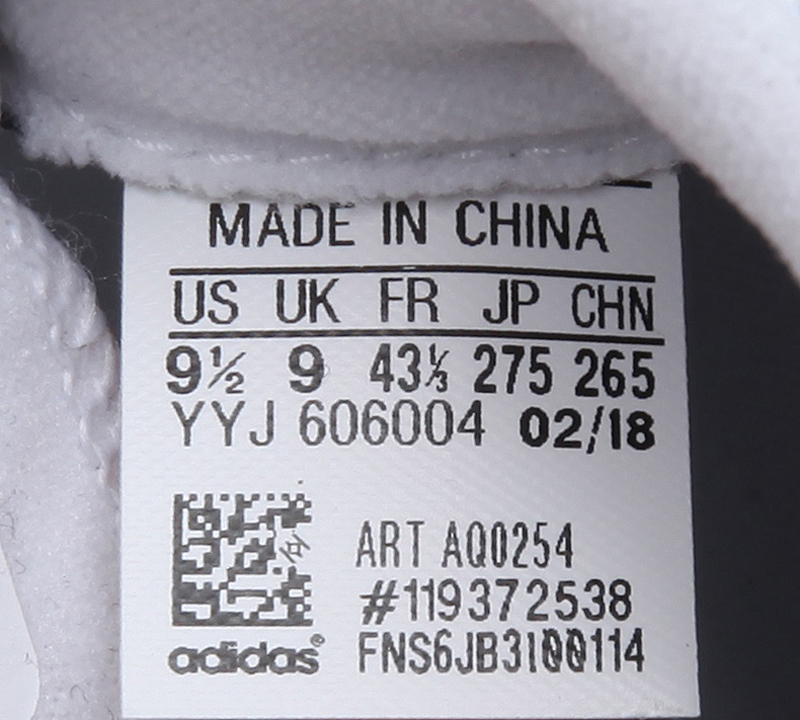 MADE IN CHINA
US UK FR JP CHN
9½ 9 43⅓ 275 265
YYJ 606004 02/18
ART AQ0254
#119372538
adidas®